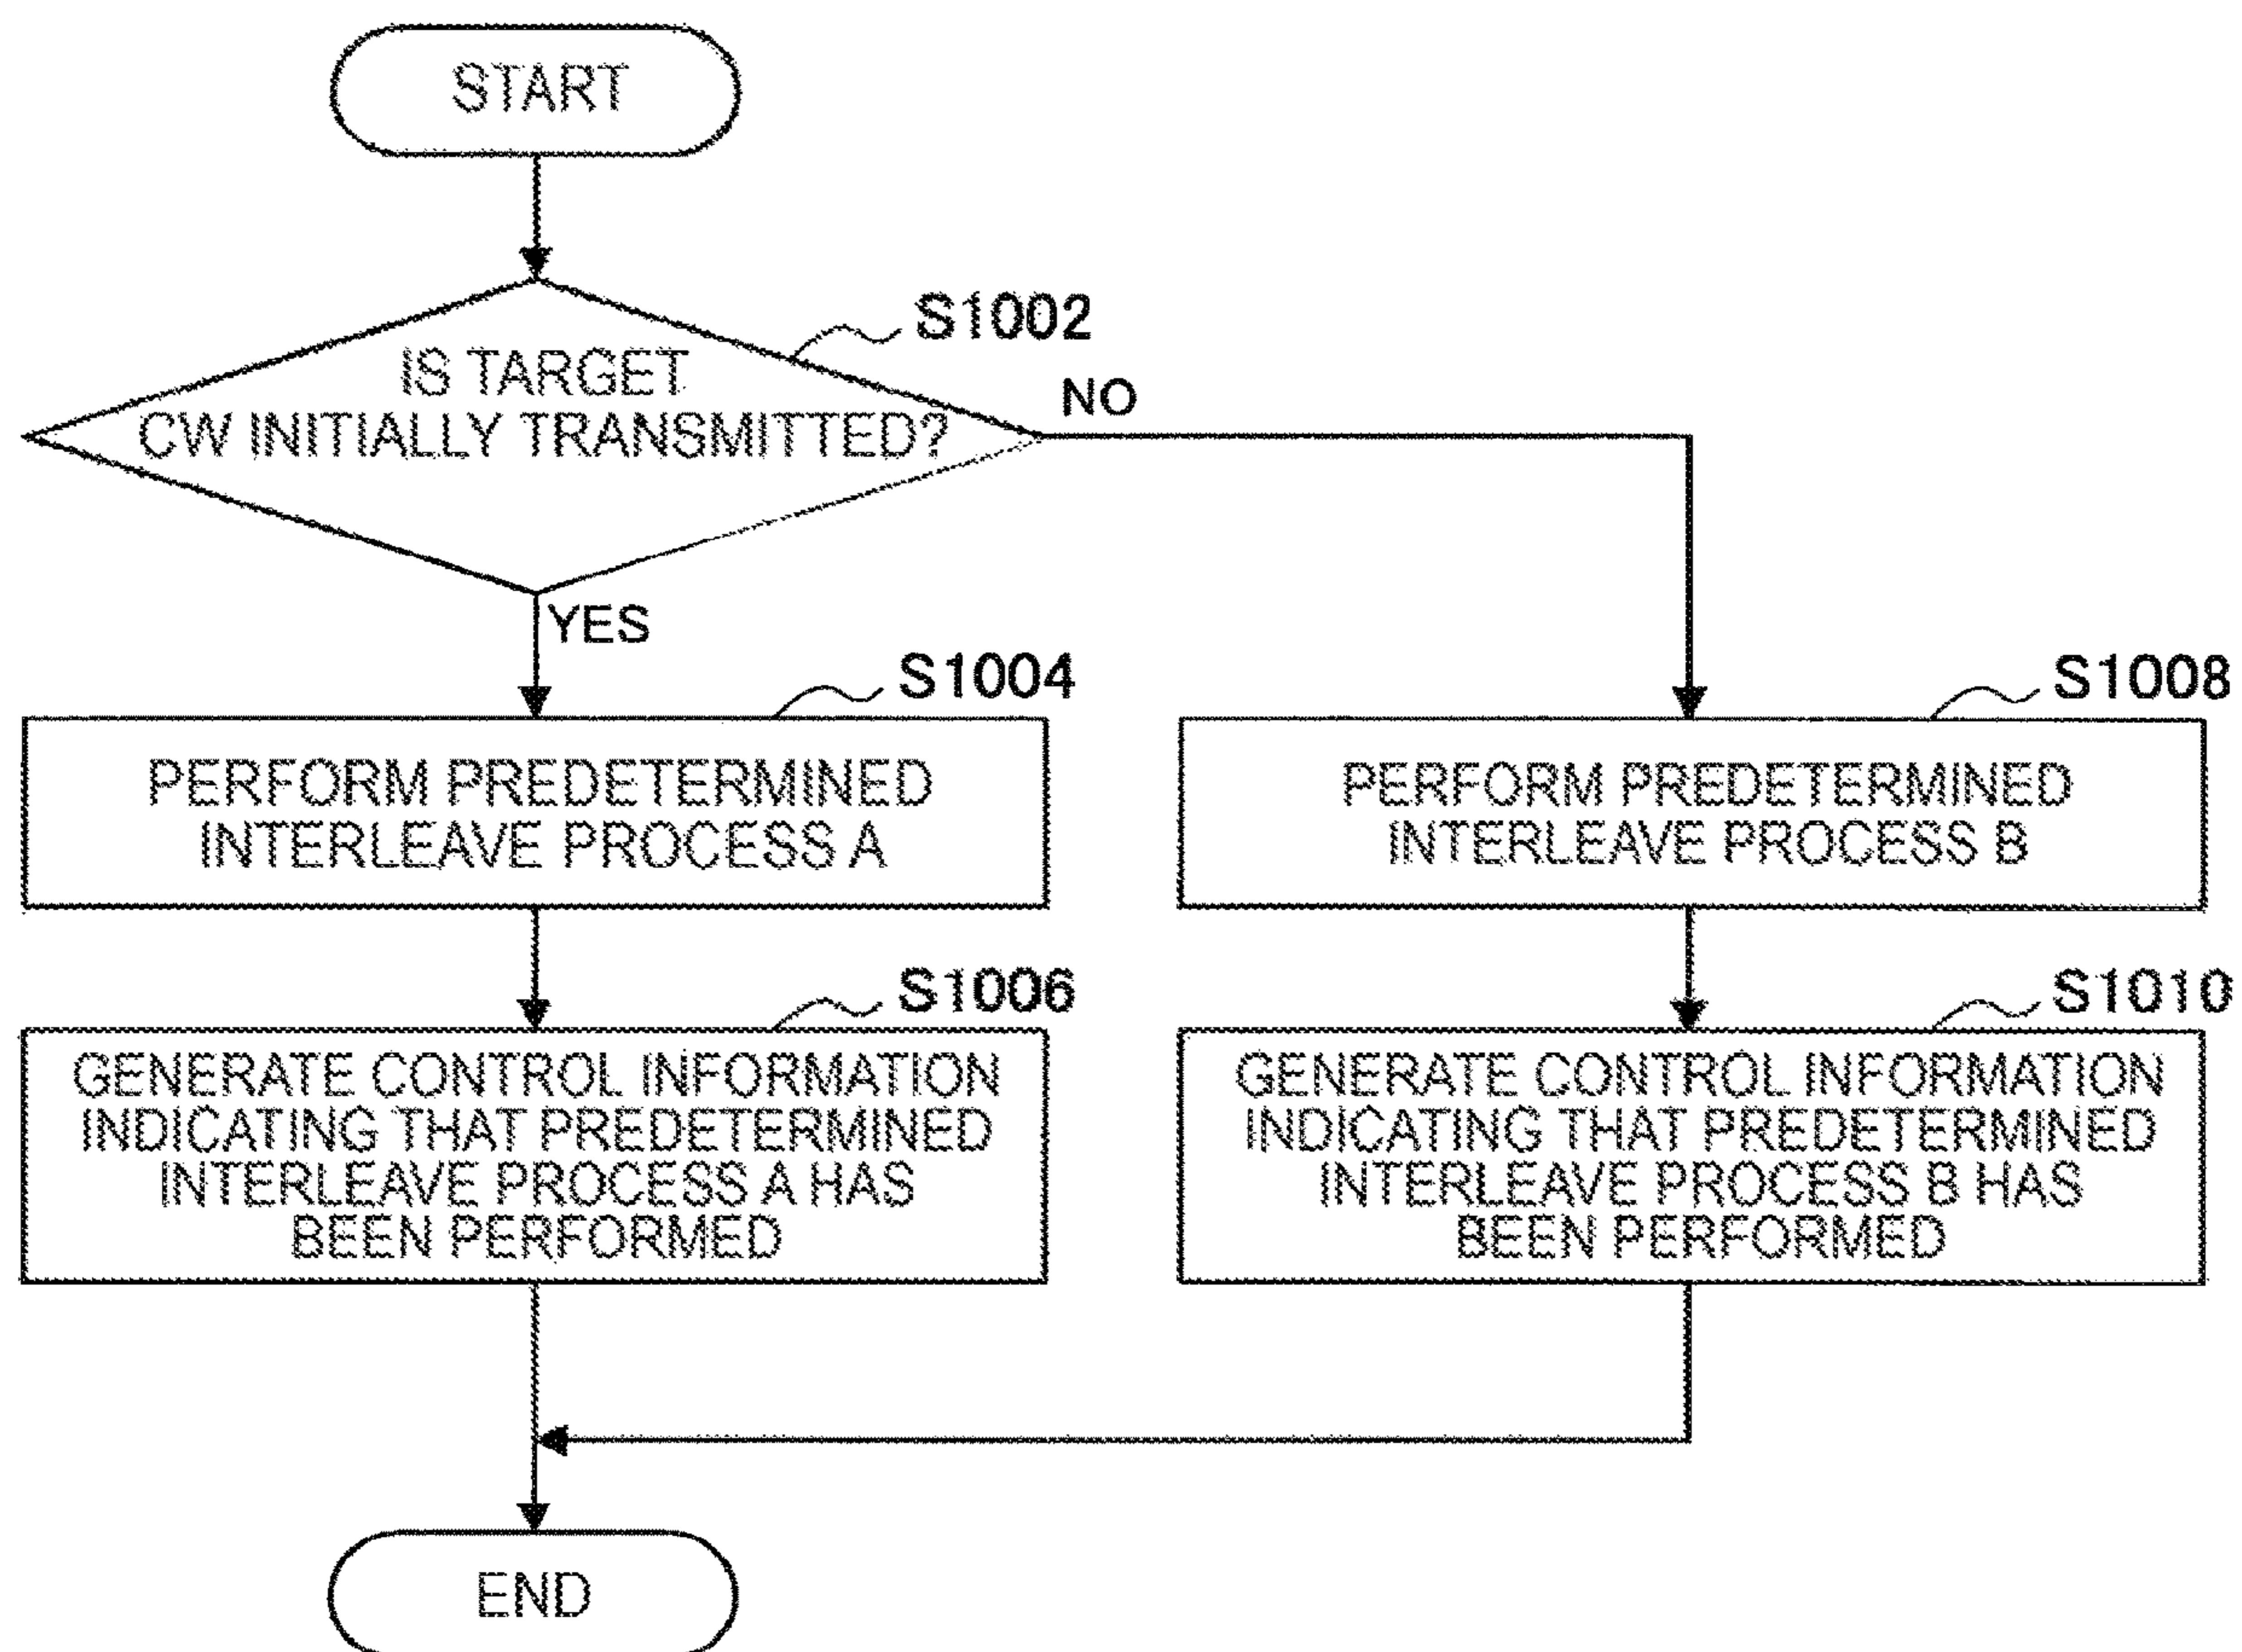 START
S1002
IS TARGET
CW INITIALLY TRANSMITTED?
NO
YES
S1004
PERFORM PREDETERMINED
INTERLEAVE PROCESS A
S1008
PERFORM PREDETERMINED
INTERLEAVE PROCESS B
S1006
GENERATE CONTROL INFORMATION
INDICATING THAT PREDETERMINED
INTERLEAVE PROCESS A HAS
BEEN PERFORMED
S1010
GENERATE CONTROL INFORMATION
INDICATING THAT PREDETERMINED
INTERLEAVE PROCESS B HAS
BEEN PERFORMED
END